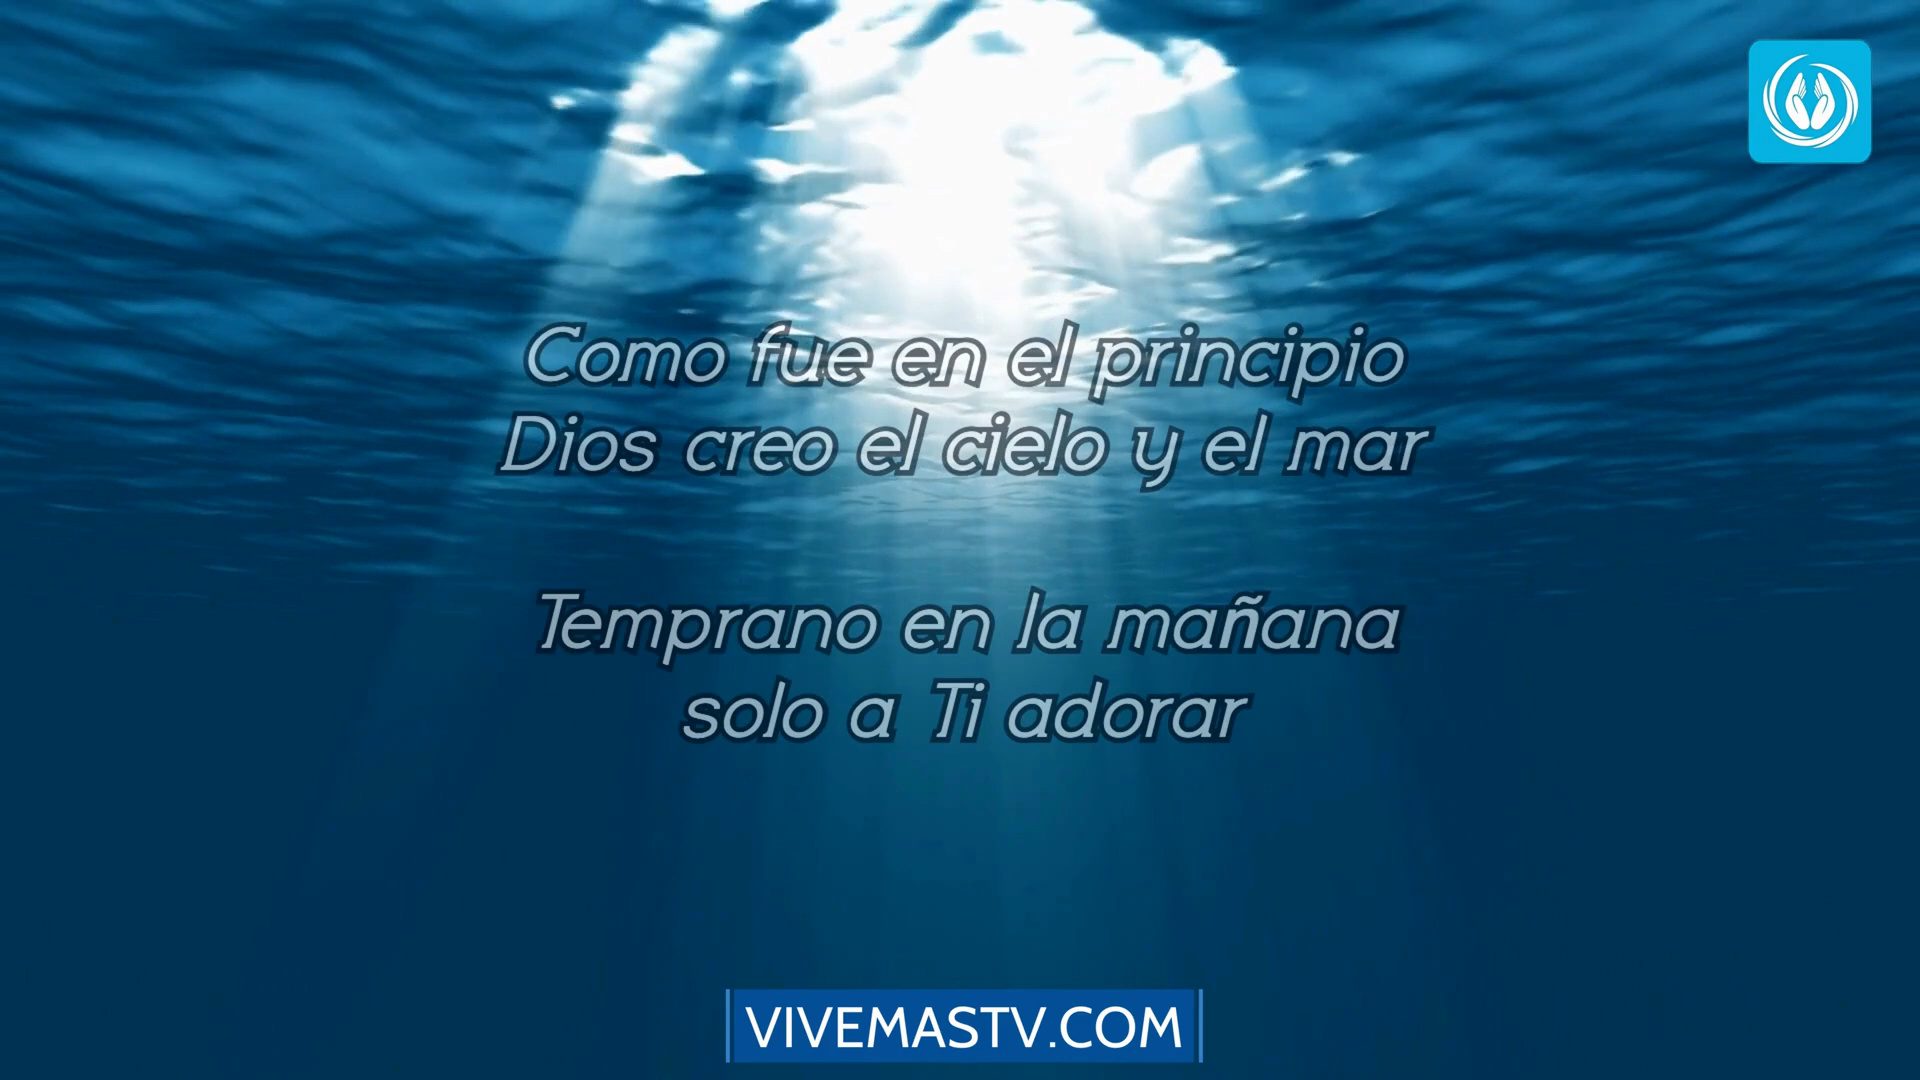 Como fue en el principio
Dios creo el cielo y el mar
Temprano en la mañana
solo a Ti adorar
VIVEMASTV.COM